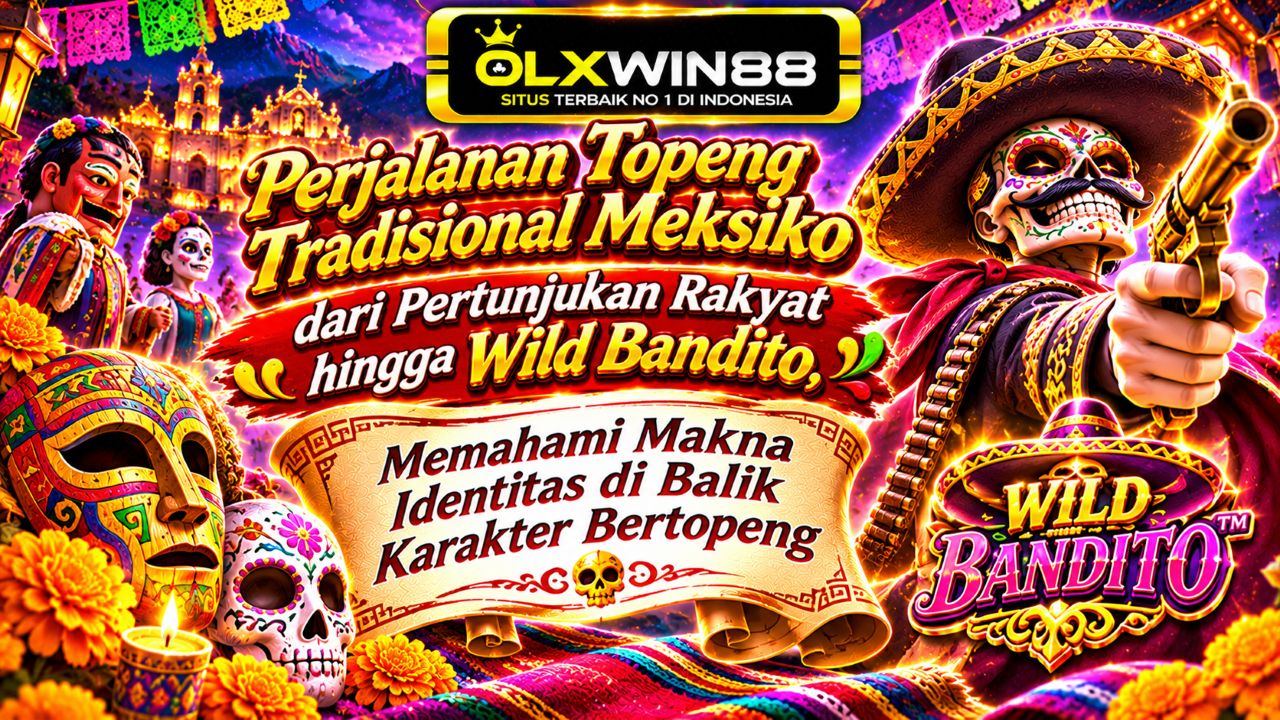 OLXWIN88
SITUS TERBAIK NO 1 DI INDONESIA
Perjalanan Topeng
Tradisional Meksiko
dari Pertunjukan Rakyat
hingga Wild Bandito,
Memahami Makna
Identitas di Balik
Karakter Bertopeng
WILD
BANDITO™